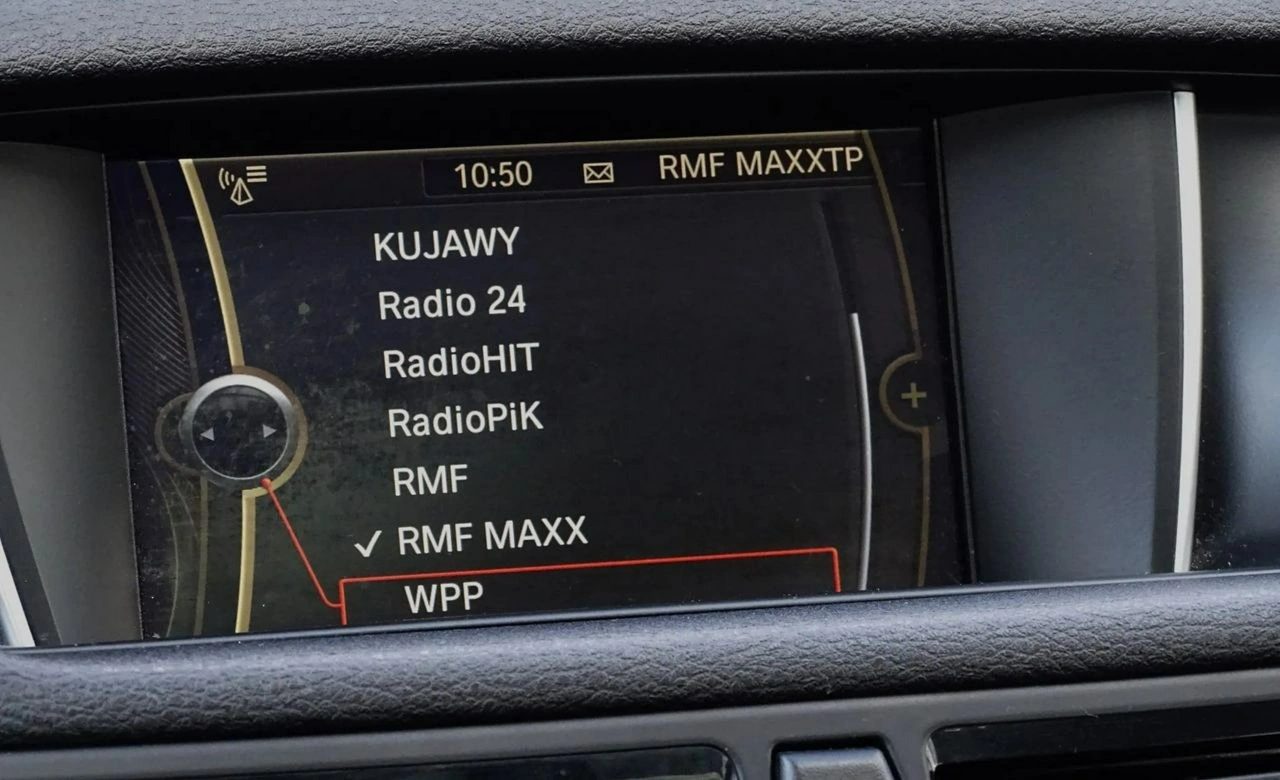 10:50 RMF MAXXTP
KUJAWY
Radio 24
RadioHIT
RadioPiK
RMF
✓ RMF MAXX
WPP